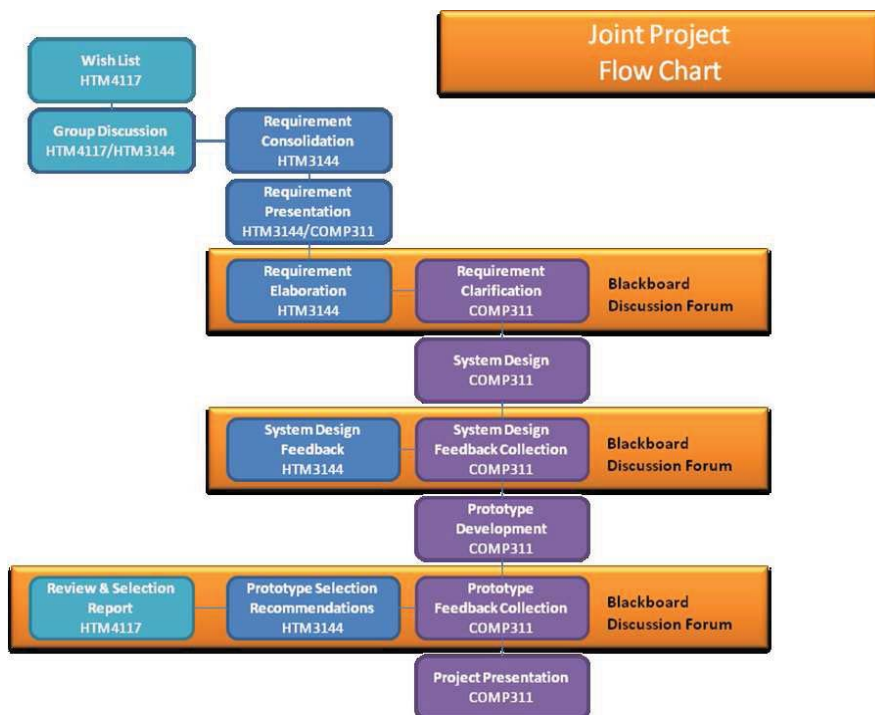 Joint Project
Flow Chart
Wish List
HTM4117
Group Discussion
HTM4117/HTM3144
Requirement
Consolidation
HTM3144
Requirement
Presentation
HTM3144/COMP311
Requirement
Elaboration
HTM3144
Requirement
Clarification
COMP311
Blackboard
Discussion Forum
System Design
COMP311
System Design
Feedback
HTM3144
System Design
Feedback Collection
COMP311
Blackboard
Discussion Forum
Prototype
Development
COMP311
Review & Selection
Report
HTM4117
Prototype Selection
Recommendations
HTM3144
Prototype
Feedback Collection
COMP311
Blackboard
Discussion Forum
Project Presentation
COMP311